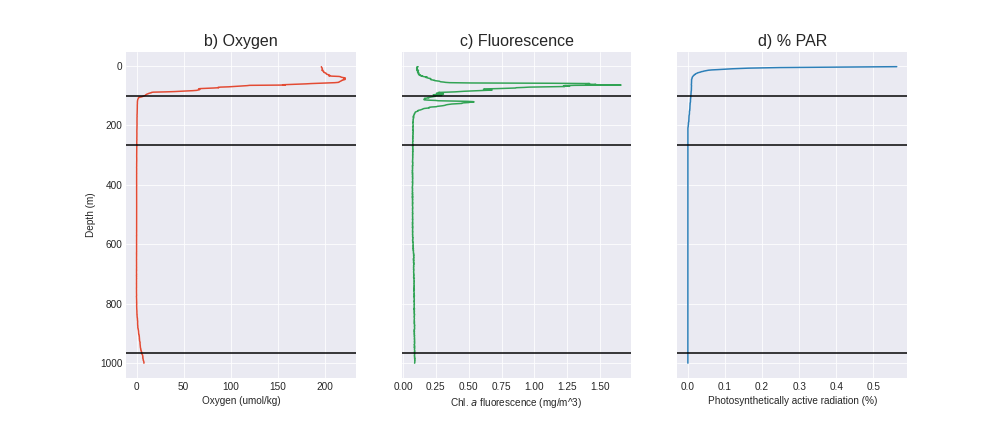 b) Oxygen
c) Fluorescence
d) % PAR
0
200
400
600
800
1000
Depth (m)
0 50 100 150 200
0.00 0.25 0.50 0.75 1.00 1.25 1.50
0.0 0.1 0.2 0.3 0.4 0.5
Oxygen (umol/kg)
Chl. a fluorescence (mg/m^3)
Photosynthetically active radiation (%)